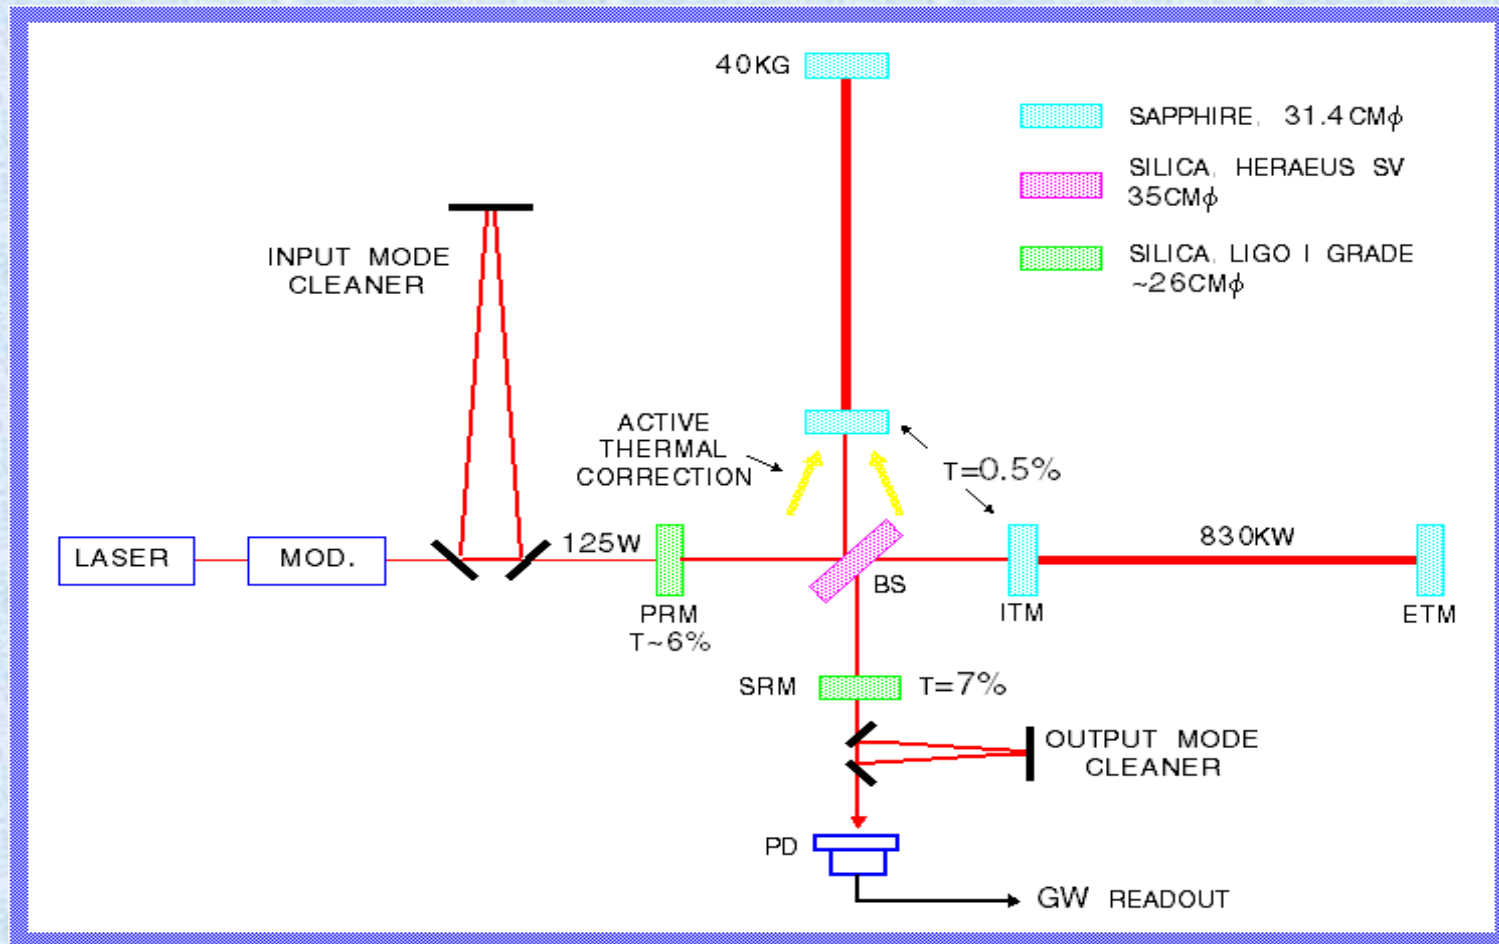 40KG
SAPPHIRE, 31.4CMϕ
SILICA, HERAEUS SV
35CMϕ
SILICA, LIGO I GRADE
~26CMϕ
INPUT MODE
CLEANER
ACTIVE
THERMAL
CORRECTION
T=0.5%
LASER
MOD.
125W
830KW
BS
PRM
T~6%
ITM
ETM
SRM
T=7%
OUTPUT MODE
CLEANER
PD
GW READOUT